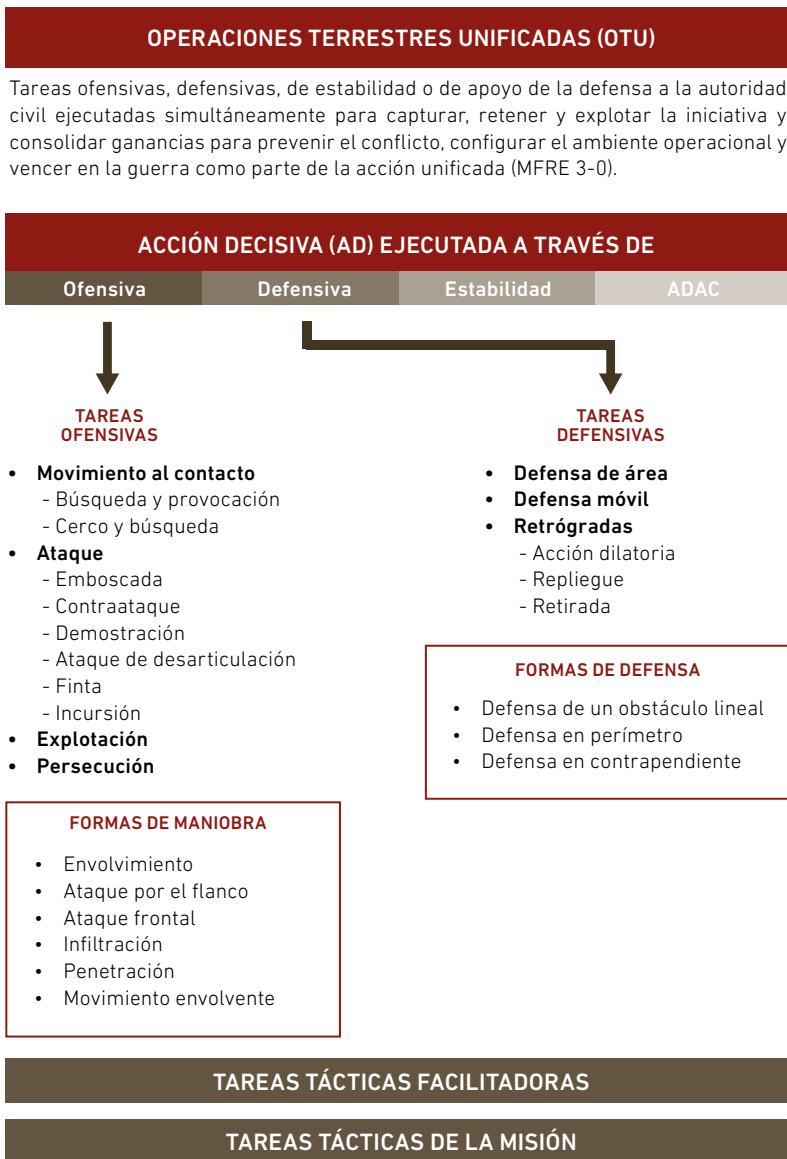 OPERACIONES TERRESTRES UNIFICADAS (OTU)
Tareas ofensivas, defensivas, de estabilidad o de apoyo de la defensa a la autoridad
civil ejecutadas simultáneamente para capturar, retener y explotar la iniciativa y
consolidar ganancias para prevenir el conflicto, configurar el ambiente operacional y
vencer en la guerra como parte de la acción unificada (MFRE 3-0).
ACCIÓN DECISIVA (AD) EJECUTADA A TRAVÉS DE
Ofensiva Defensiva Estabilidad ADAC
TAREAS
OFENSIVAS
• Movimiento al contacto
- Búsqueda y provocación
- Cerco y búsqueda
• Ataque
- Emboscada
- Contraataque
- Demostración
- Ataque de desarticulación
- Finta
- Incursión
• Explotación
• Persecución
FORMAS DE MANIOBRA
• Envolvimiento
• Ataque por el flanco
• Ataque frontal
• Infiltración
• Penetración
• Movimiento envolvente
TAREAS
DEFENSIVAS
• Defensa de área
• Defensa móvil
• Retrógradas
- Acción dilatoria
- Repliegue
- Retirada
FORMAS DE DEFENSA
• Defensa de un obstáculo lineal
• Defensa en perímetro
• Defensa en contrapendiente
TAREAS TÁCTICAS FACILITADORAS
TAREAS TÁCTICAS DE LA MISIÓN